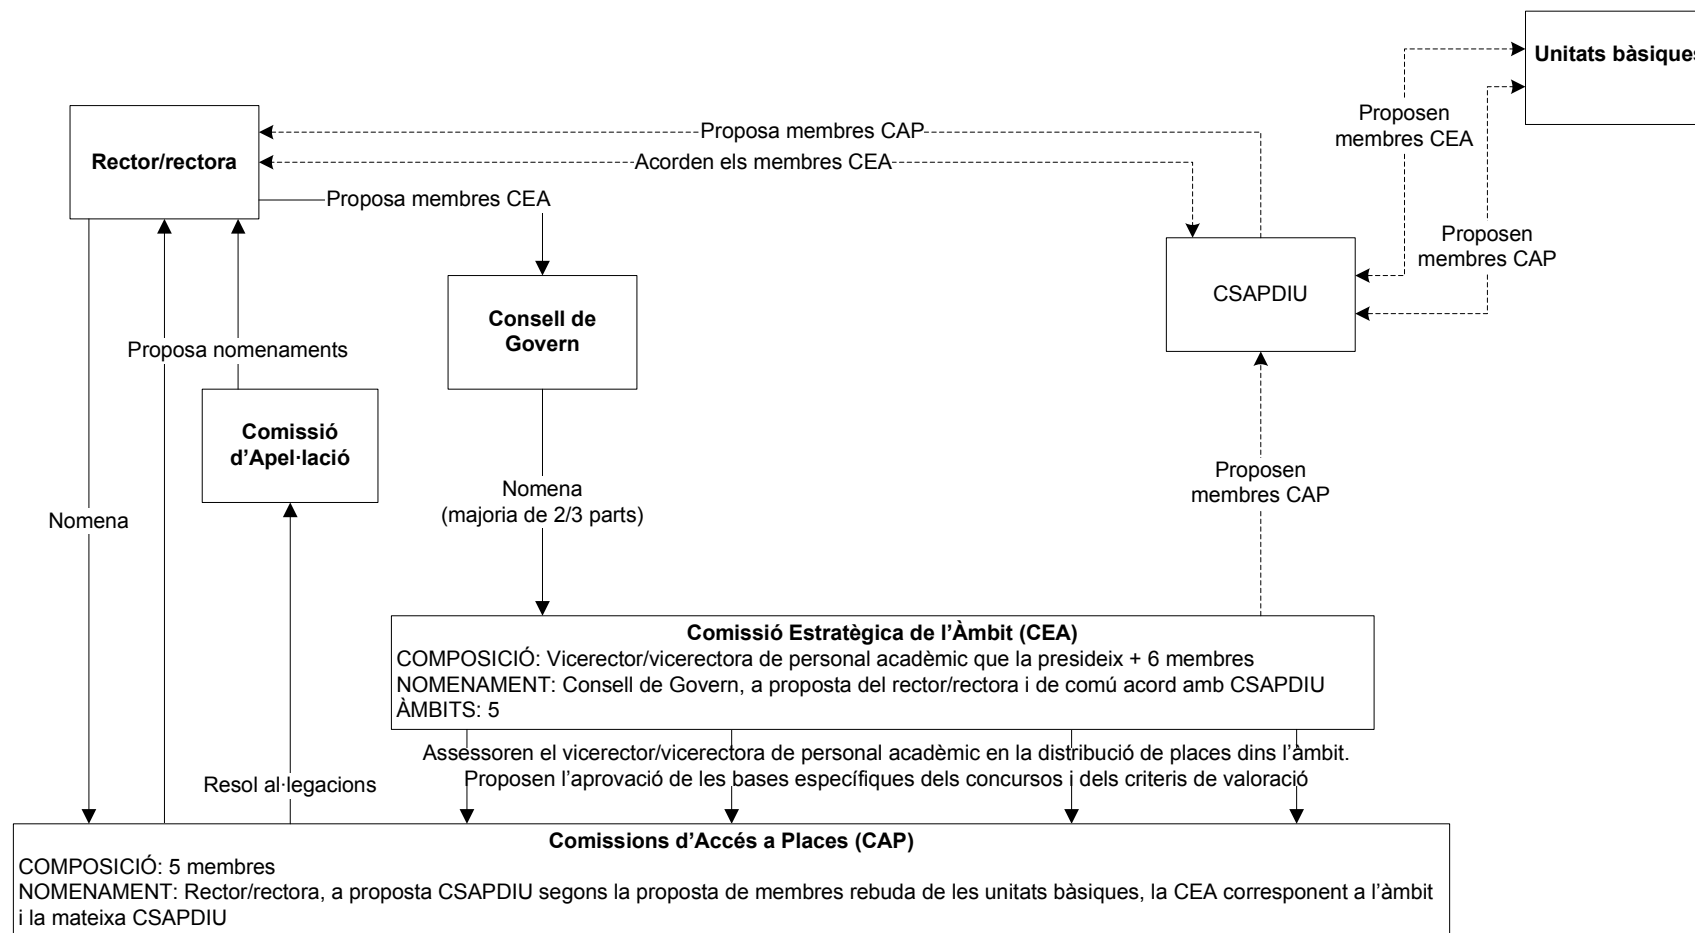 Unitats bàsiques
Proposen
membres CEA
Proposa membres CAP
Rector/rectora
Acorden els membres CEA
Proposa membres CEA
Proposen
membres CAP
CSAPDIU
Consell de
Govern
Proposa nomenaments
Comissió
d’Apel·lació
Proposen
membres CAP
Nomena
(majoria de 2/3 parts)
Nomena
Comissió Estratègica de l’Àmbit (CEA)
COMPOSICIÓ: Vicerector/vicerectora de personal acadèmic que la presideix + 6 membres
NOMENAMENT: Consell de Govern, a proposta del rector/rectora i de comú acord amb CSAPDIU
ÀMBITS: 5
Assessoren el vicerector/vicerectora de personal acadèmic en la distribució de places dins l’àmbit.
Proposen l’aprovació de les bases específiques dels concursos i dels criteris de valoració
Resol al·legacions
Comissions d’Accés a Places (CAP)
COMPOSICIÓ: 5 membres
NOMENAMENT: Rector/rectora, a proposta CSAPDIU segons la proposta de membres rebuda de les unitats bàsiques, la CEA corresponent a l’àmbit
i la mateixa CSAPDIU